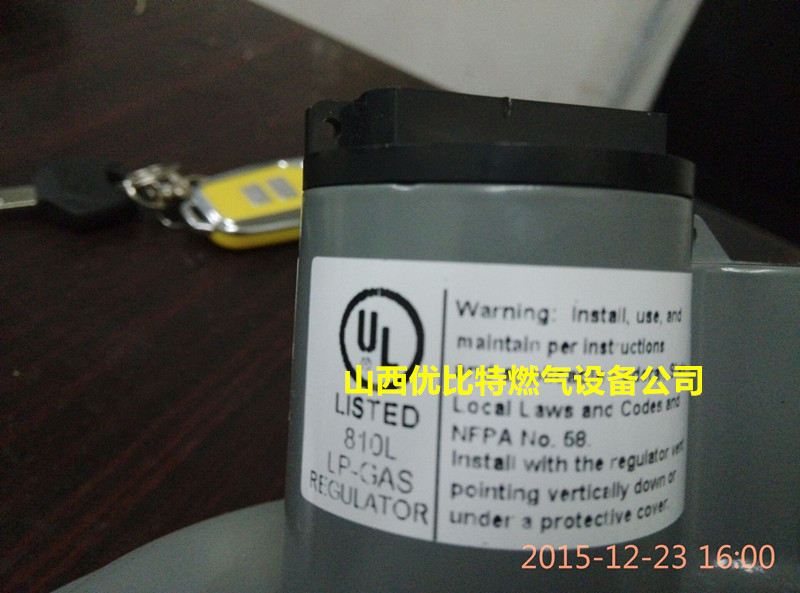 UL
LISTED
810L
LP-GAS
REGULATOR
Warning: Install, use, and
maintain per instructions
山西优比特燃气设备公司
Local Laws and Codes and
NFPA No. 58.
Install with the regulator vent
pointing vertically down or
under a protective cover.
2015-12-23 16:00